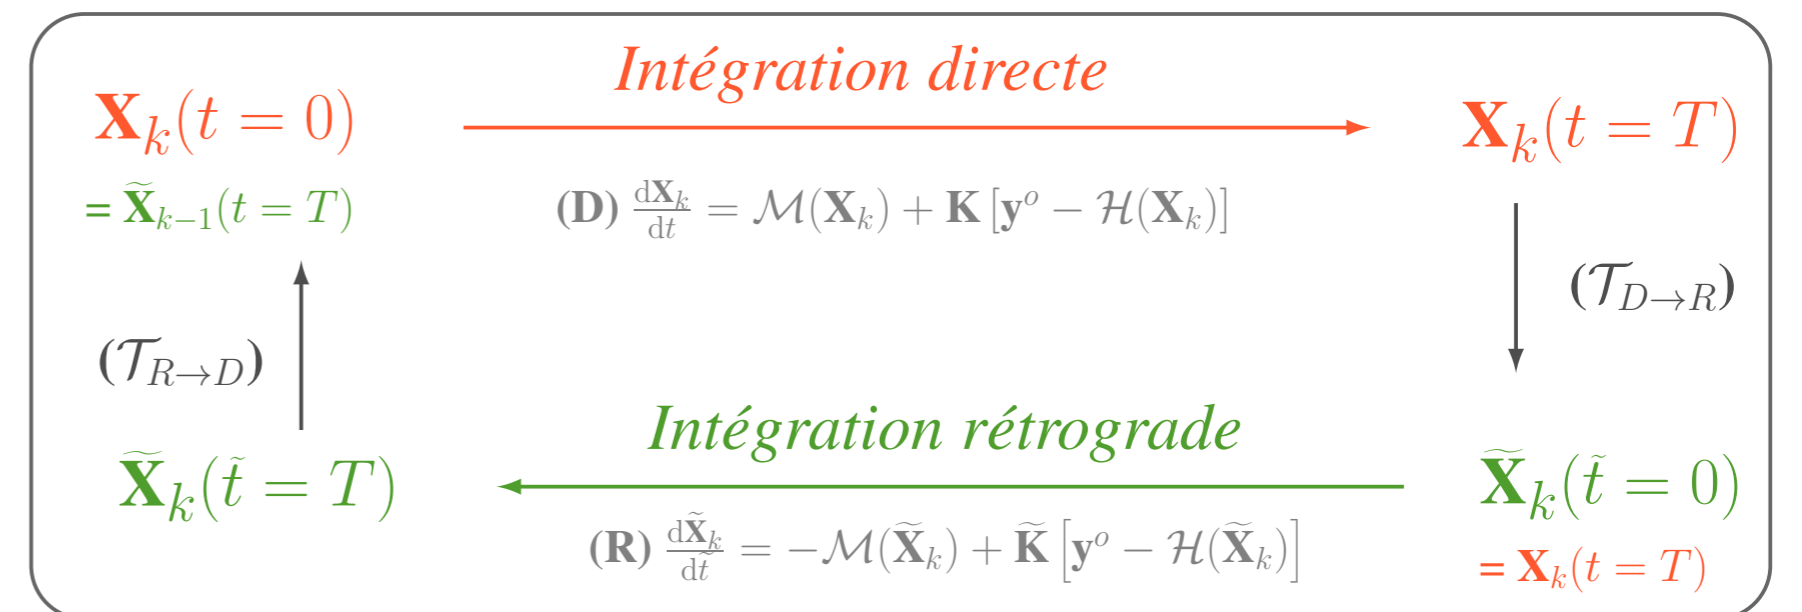 Intégration directe
𝐗_k(t = 0)
𝐗_k(t = T)
= 𝐗̃_{k−1}(t = T)
(D) d𝐗_k/dt = ℳ(𝐗_k) + 𝐊 [𝐲^o − ℋ(𝐗_k)]
(𝒯_{D→R})
(𝒯_{R→D})
Intégration rétrograde
𝐗̃_k(t̃ = T)
𝐗̃_k(t̃ = 0)
(R) d𝐗̃_k/dt̃ = −ℳ(𝐗̃_k) + 𝐊̃ [𝐲^o − ℋ(𝐗̃_k)]
= 𝐗_k(t = T)